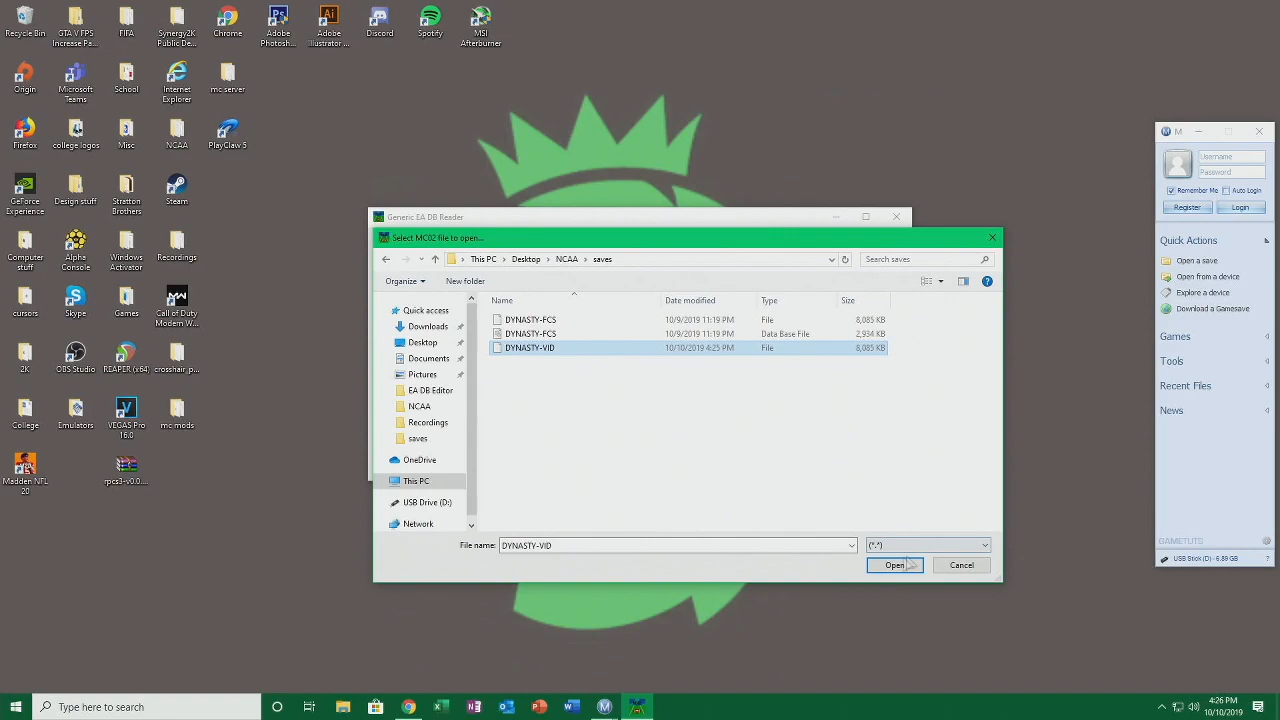 Recycle Bin
GTA V FPS
Increase Pa...
FIFA
Synergy2K
Public De...
Chrome
Adobe
Photosh...
Adobe
Illustrator ...
Discord
Spotify
MSI
Afterburner
Origin
Microsoft
Teams
School
Internet
Explorer
mc server
Firefox
college logos
Misc
NCAA
PlayClaw 5
GeForce
Experience
Design stuff
Stratton
Brothers
Steam
Computer
stuff
Alpha
Console
Windows
Activator
Recordings
cursors
Skype
Games
Call of Duty
Modern W...
2K
OBS Studio
REAPER (x64)
crosshair_p...
College
Emulators
VEGAS Pro
16.0
mc mods
Madden NFL
20
rpcs3-v0.0....
Generic EA DB Reader
Select MC02 file to open...
This PC > Desktop > NCAA > saves
Search saves
Organize
New folder
Name Date modified Type Size
Quick access
Downloads
Desktop
Documents
Pictures
EA DB Editor
NCAA
Recordings
saves
OneDrive
This PC
USB Drive (D:)
Network
DYNASTY-FCS 10/9/2019 11:19 PM File 8,085 KB
DYNASTY-FCS 10/9/2019 11:19 PM Data Base File 2,934 KB
DYNASTY-VID 10/10/2019 4:25 PM File 8,085 KB
File name: DYNASTY-VID
(*.*)
Open
Cancel
M
Username
Password
Remember Me
Auto Login
Register
Login
Quick Actions
Open a save
Open from a device
Explore a device
Download a Gamesave
Games
Tools
Recent Files
News
GAMETUTS
USB Stick (D) - 6.89 GB ?
Type here to search
4:26 PM
10/10/2019